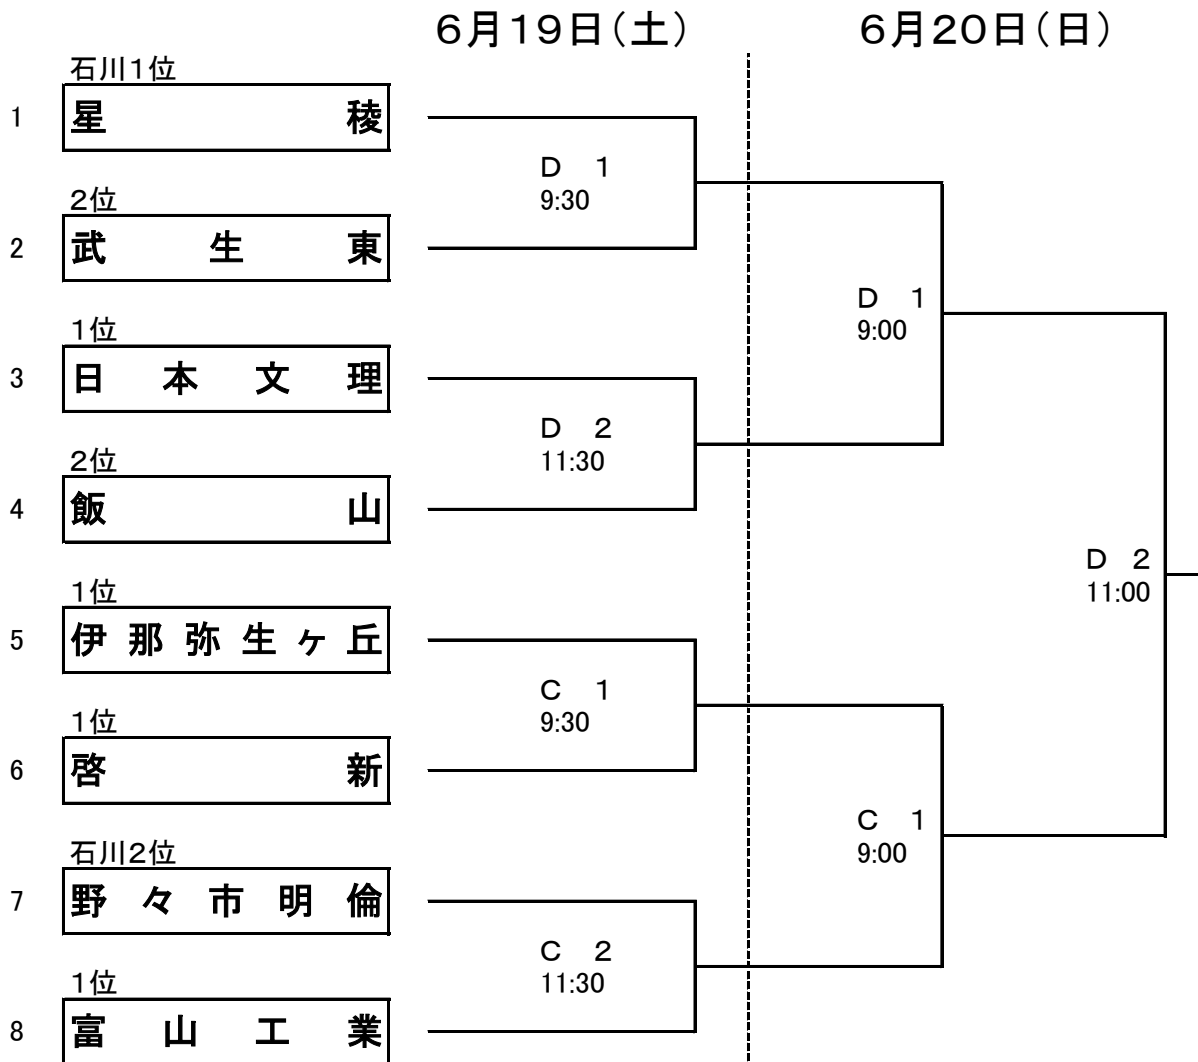 ６月１９日（土）
６月２０日（日）
石川１位
1
星稜
２位
2
武生東
１位
3
日本文理
２位
4
飯山
１位
5
伊那弥生ヶ丘
１位
6
啓新
石川２位
7
野々市明倫
１位
8
富山工業
Ｄ １
9:30
Ｄ ２
11:30
Ｃ １
9:30
Ｃ ２
11:30
Ｄ １
9:00
Ｃ １
9:00
Ｄ ２
11:00